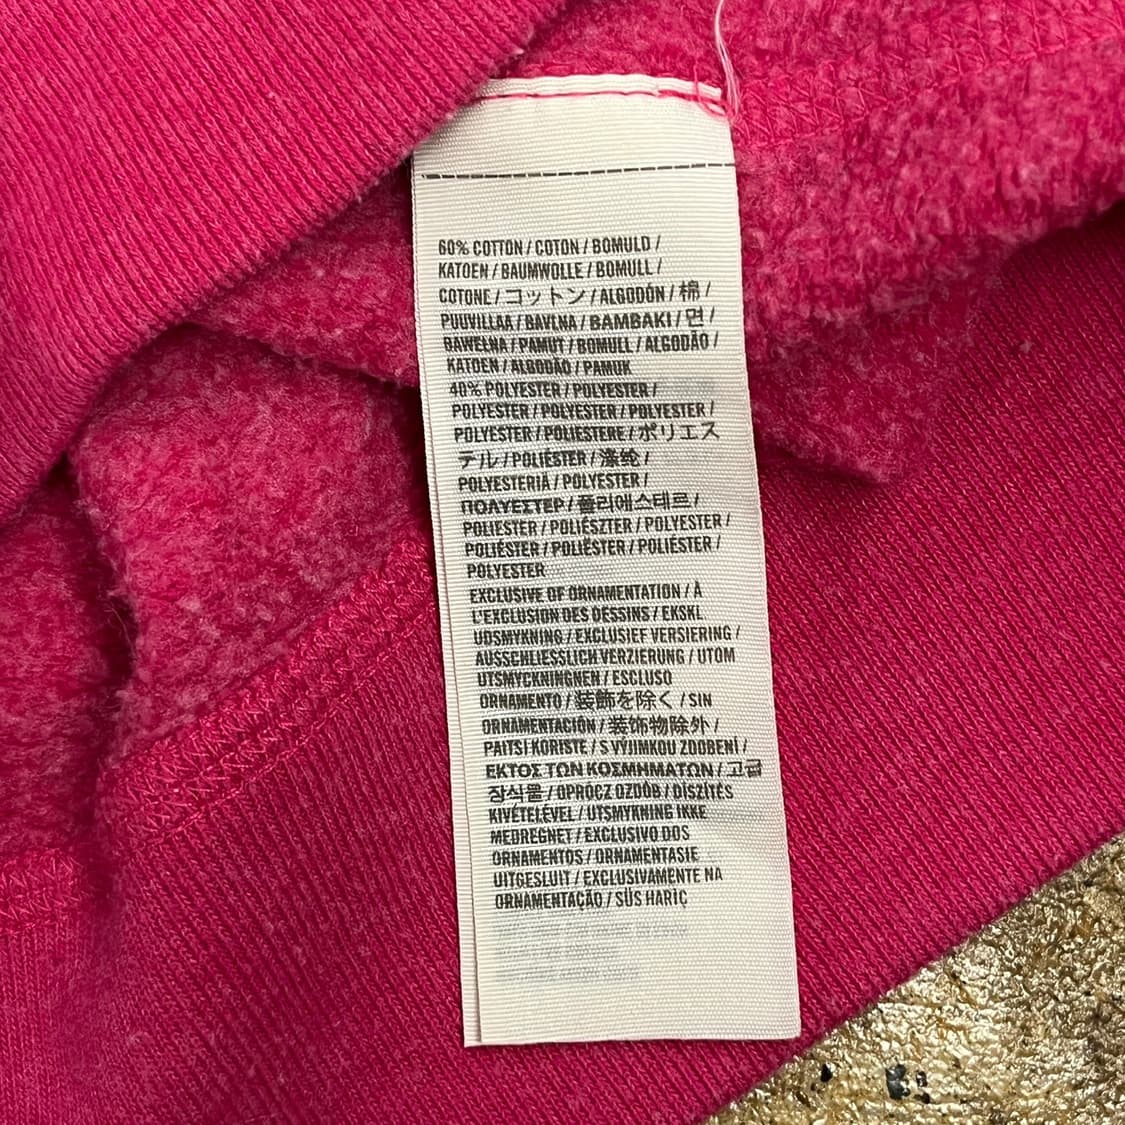 60% COTTON / COTON / BOMULD /
KATOEN / BAUMWOLLE / BOMULL /
COTONE / コットン / ALGODÓN / 棉 /
PUUVILLAA / BAVLNA / BAMBAKI / 면 /
BAWEŁNA / PAMUT / BOMULL / ALGODÃO /
KATOEN / ALGODÃO / PAMUK
40% POLYESTER / POLYESTER /
POLYESTER / POLYESTER / POLYESTER /
POLYESTER / POLIESTERE / ポリエス
テル / POLIÉSTER / 涤纶 /
POLYESTERIÄ / POLYESTER /
ΠΟΛΥΕΣΤΕΡ / 폴리에스테르 /
POLIESTER / POLIÉSZTER / POLYESTER /
POLIÉSTER / POLIËSTER / POLIÉSTER /
POLYESTER
EXCLUSIVE OF ORNAMENTATION / À
L'EXCLUSION DES DESSINS / EKSKL
UDSMYKNING / EXCLUSIEF VERSIERING /
AUSSCHLIESSLICH VERZIERUNG / UTOM
UTSMYCKNINGNEN / ESCLUSO
ORNAMENTO / 装飾を除く / SIN
ORNAMENTACIÓN / 装饰物除外 /
PAITSI KORISTE / S VÝJIMKOU ZDOBENÍ /
ΕΚΤΟΣ ΤΩΝ ΚΟΣΜΗΜΑΤΩΝ / 고급
장식물 / OPRÓCZ OZDÓB / DÍSZÍTÉS
KIVÉTELÉVEL / UTSMYKNING IKKE
MEDREGNET / EXCLUSIVO DOS
ORNAMENTOS / ORNAMENTASIE
UITGESLUIT / EXCLUSIVAMENTE NA
ORNAMENTAÇÃO / SÜS HARİÇ